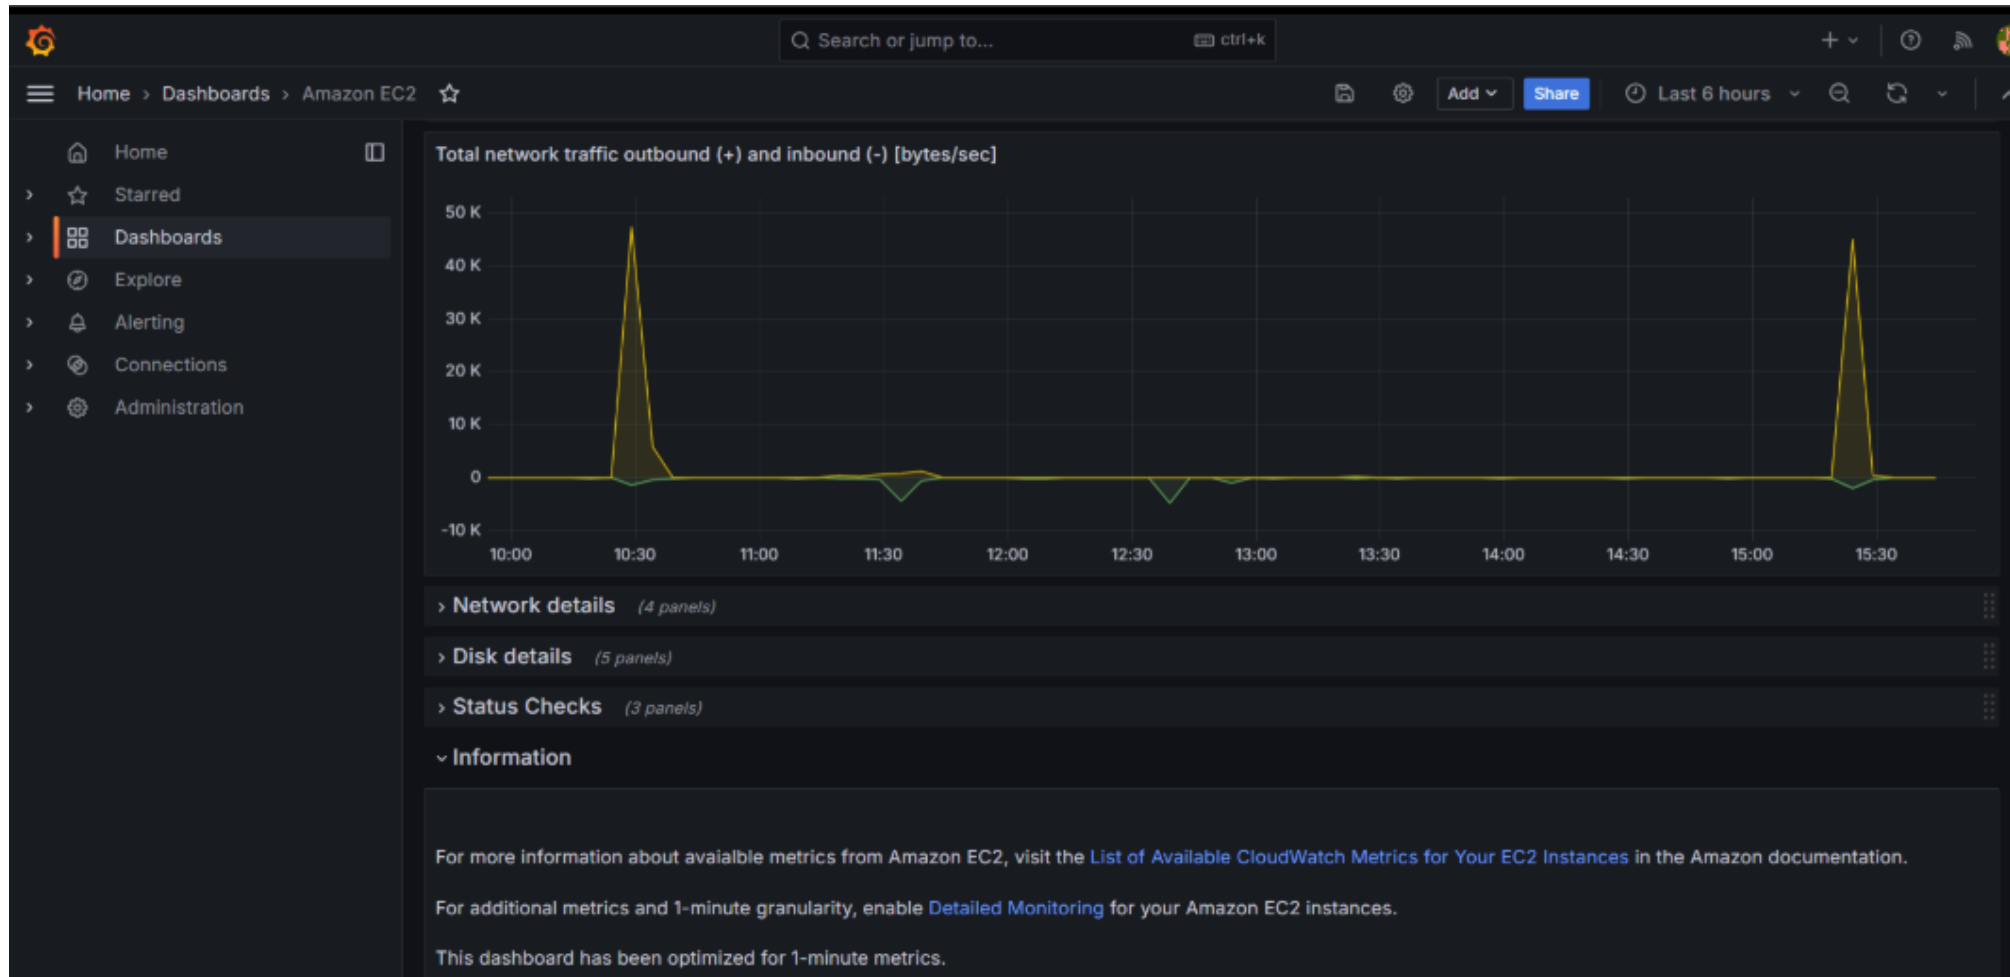 Search or jump to...
ctrl+k
Home
Dashboards
Amazon EC2
Add
Share
Last 6 hours
Home
Starred
Dashboards
Explore
Alerting
Connections
Administration
Total network traffic outbound (+) and inbound (-) [bytes/sec]
50 K
40 K
30 K
20 K
10 K
0
-10 K
10:00
10:30
11:00
11:30
12:00
12:30
13:00
13:30
14:00
14:30
15:00
15:30
Network details (4 panels)
Disk details (5 panels)
Status Checks (3 panels)
Information
For more information about avaialble metrics from Amazon EC2, visit the List of Available CloudWatch Metrics for Your EC2 Instances in the Amazon documentation.
For additional metrics and 1-minute granularity, enable Detailed Monitoring for your Amazon EC2 instances.
This dashboard has been optimized for 1-minute metrics.